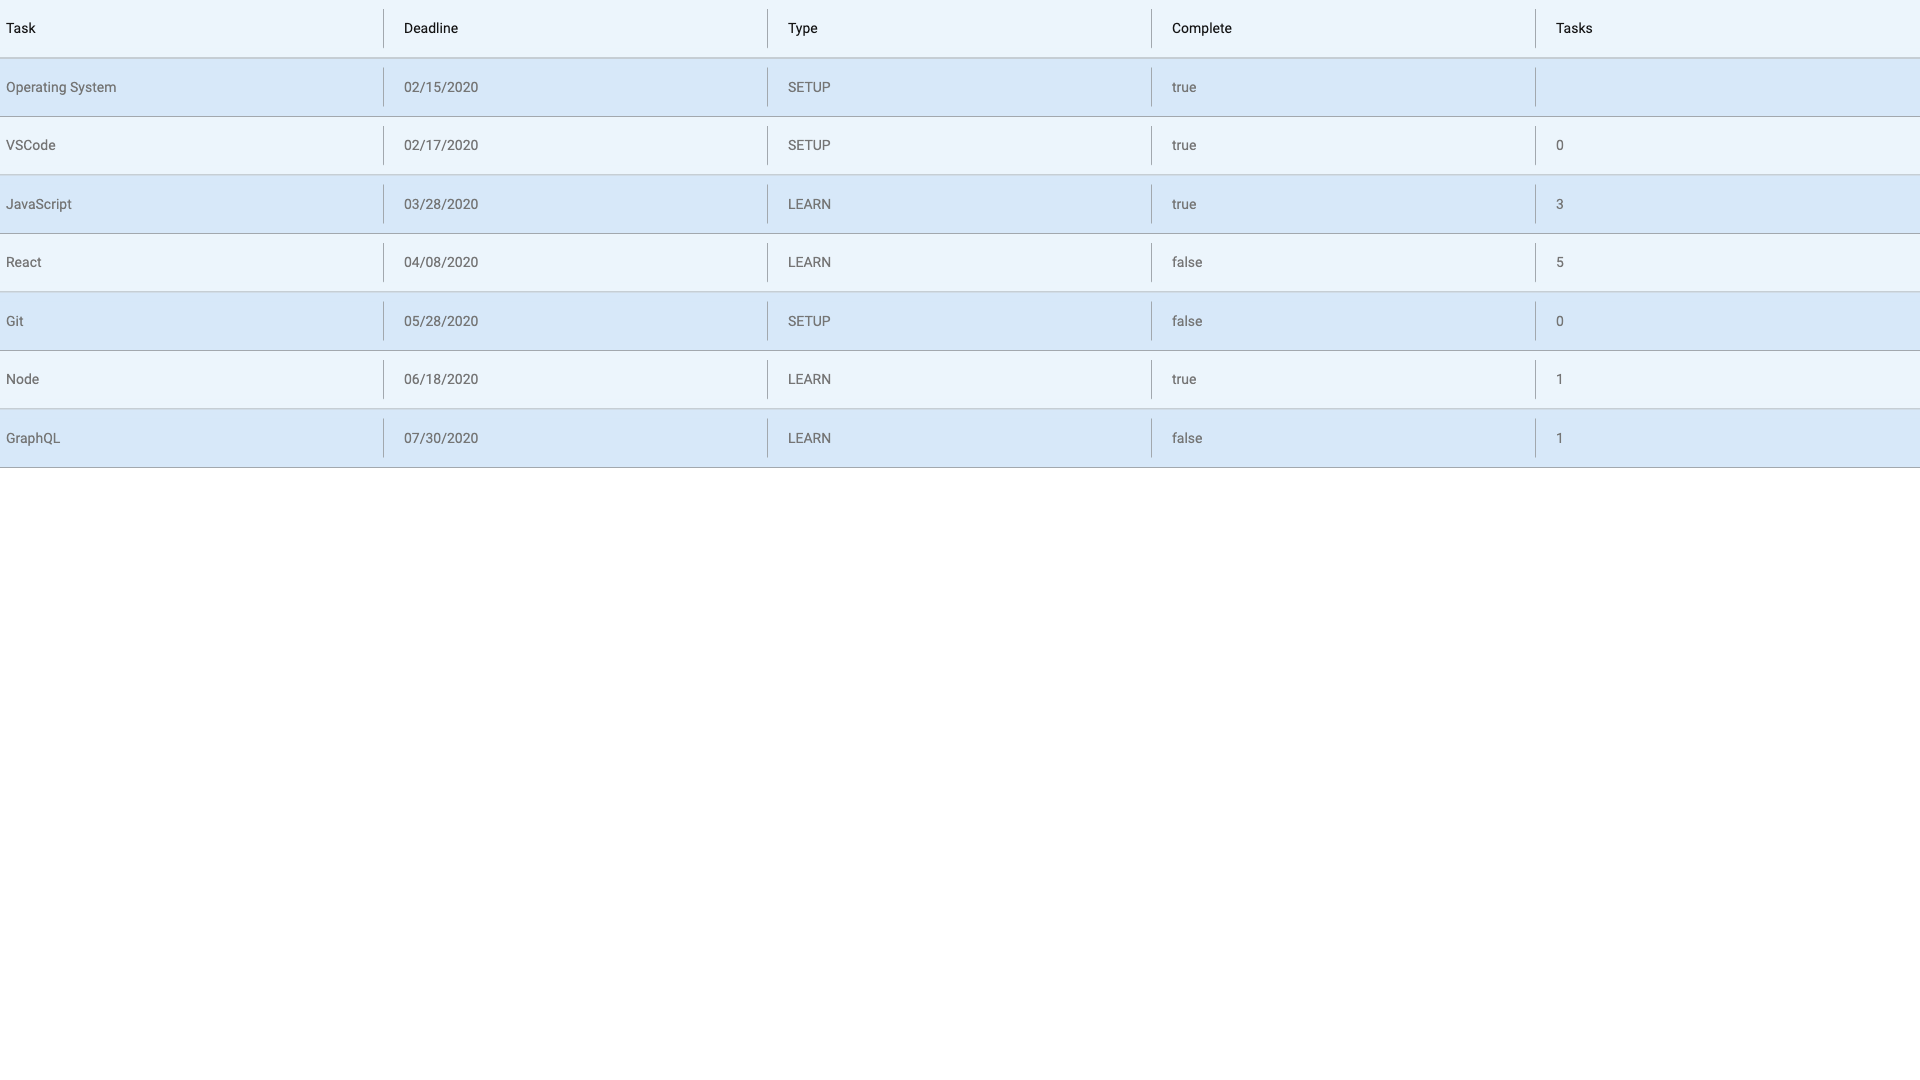 Task Deadline Type Complete Tasks
Operating System 02/15/2020 SETUP true
VSCode 02/17/2020 SETUP true 0
JavaScript 03/28/2020 LEARN true 3
React 04/08/2020 LEARN false 5
Git 05/28/2020 SETUP false 0
Node 06/18/2020 LEARN true 1
GraphQL 07/30/2020 LEARN false 1